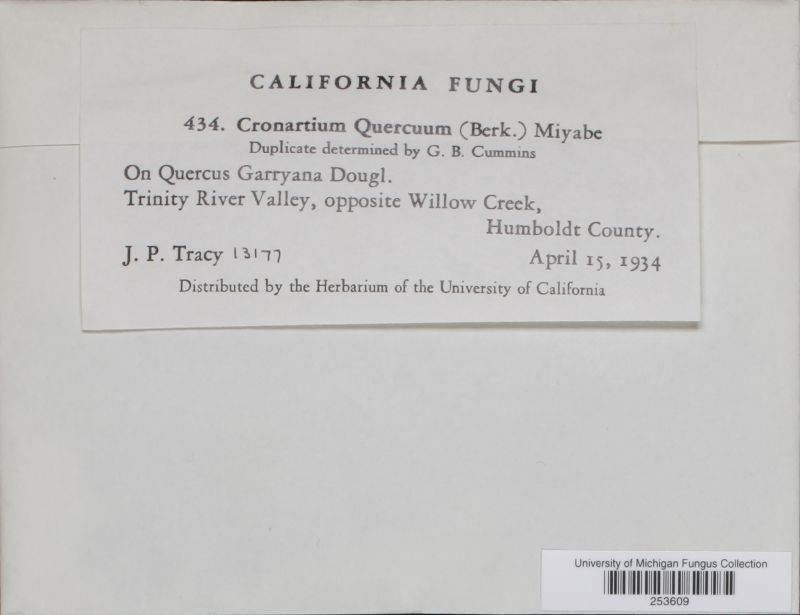 CALIFORNIA FUNGI
434. Cronartium Quercuum (Berk.) Miyabe
Duplicate determined by G. B. Cummins
On Quercus Garryana Dougl.
Trinity River Valley, opposite Willow Creek,
Humboldt County.
J. P. Tracy 13177 April 15, 1934
Distributed by the Herbarium of the University of California
University of Michigan Fungus Collection
253609